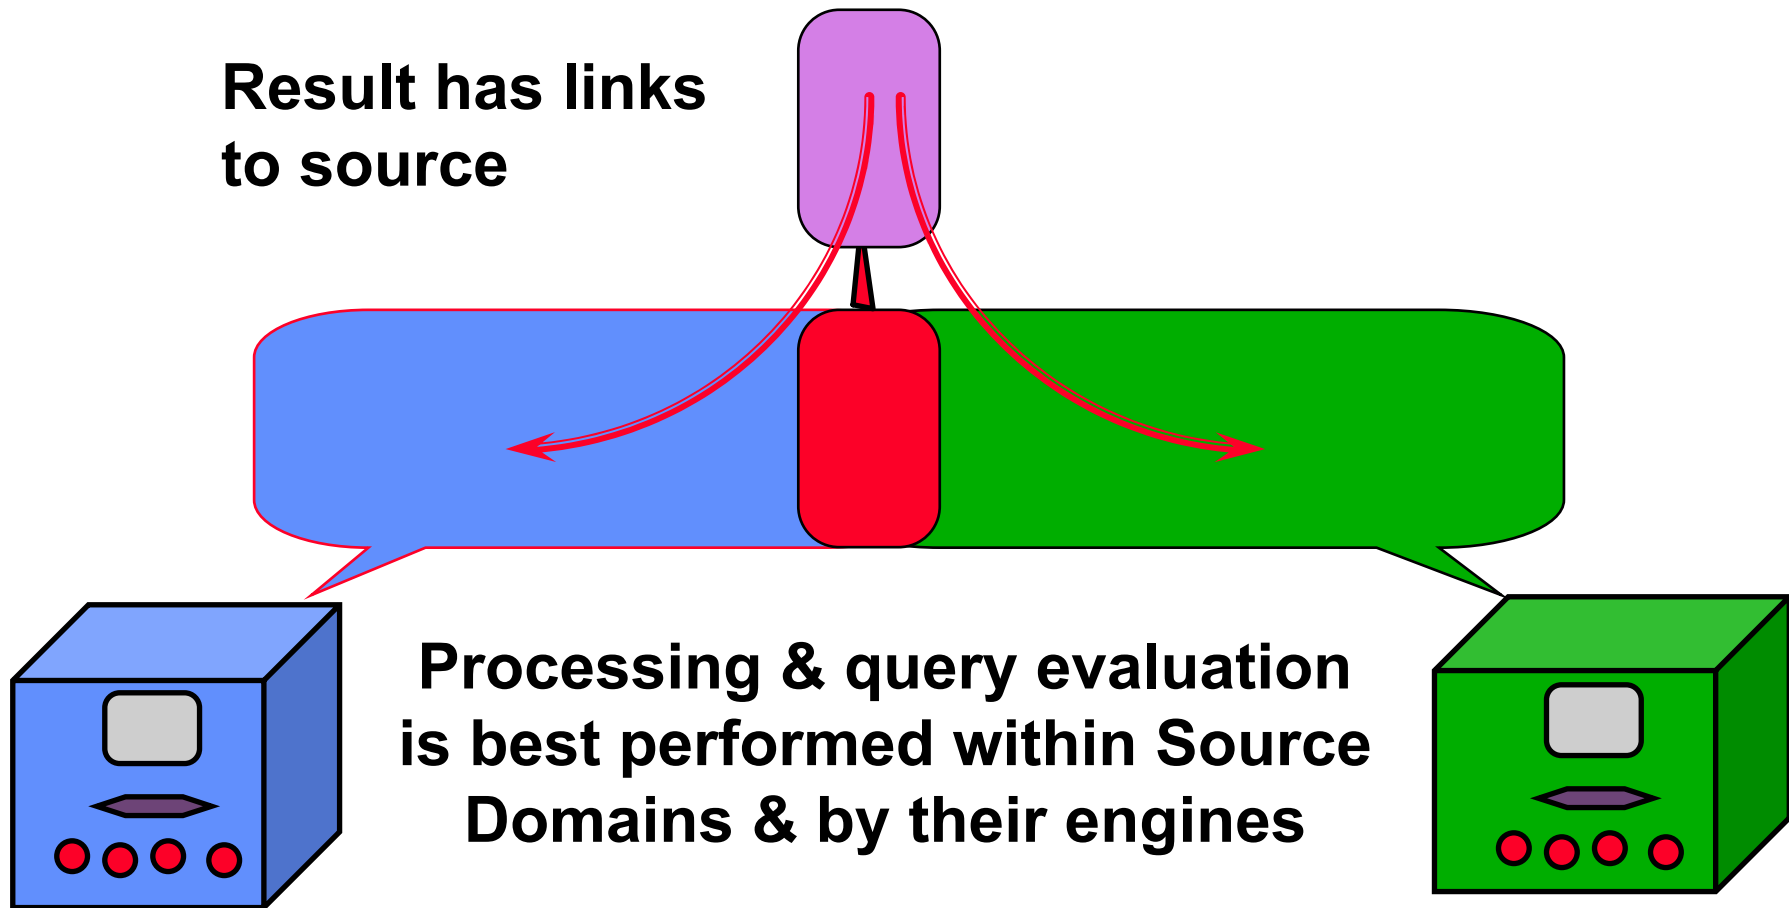 Result has links
to source
Processing & query evaluation
is best performed within Source
Domains & by their engines